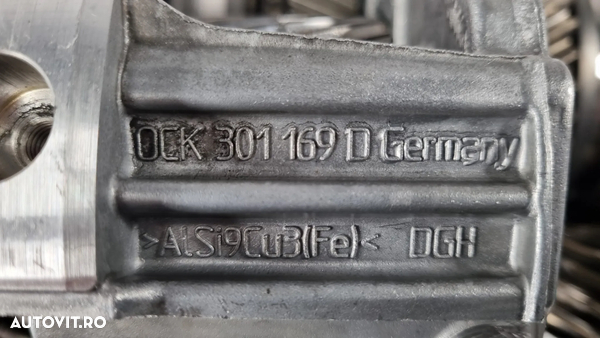 0CK 301 169 D Germany
>AlSi9Cu3(Fe)< DGH
AUTOVIT.RO